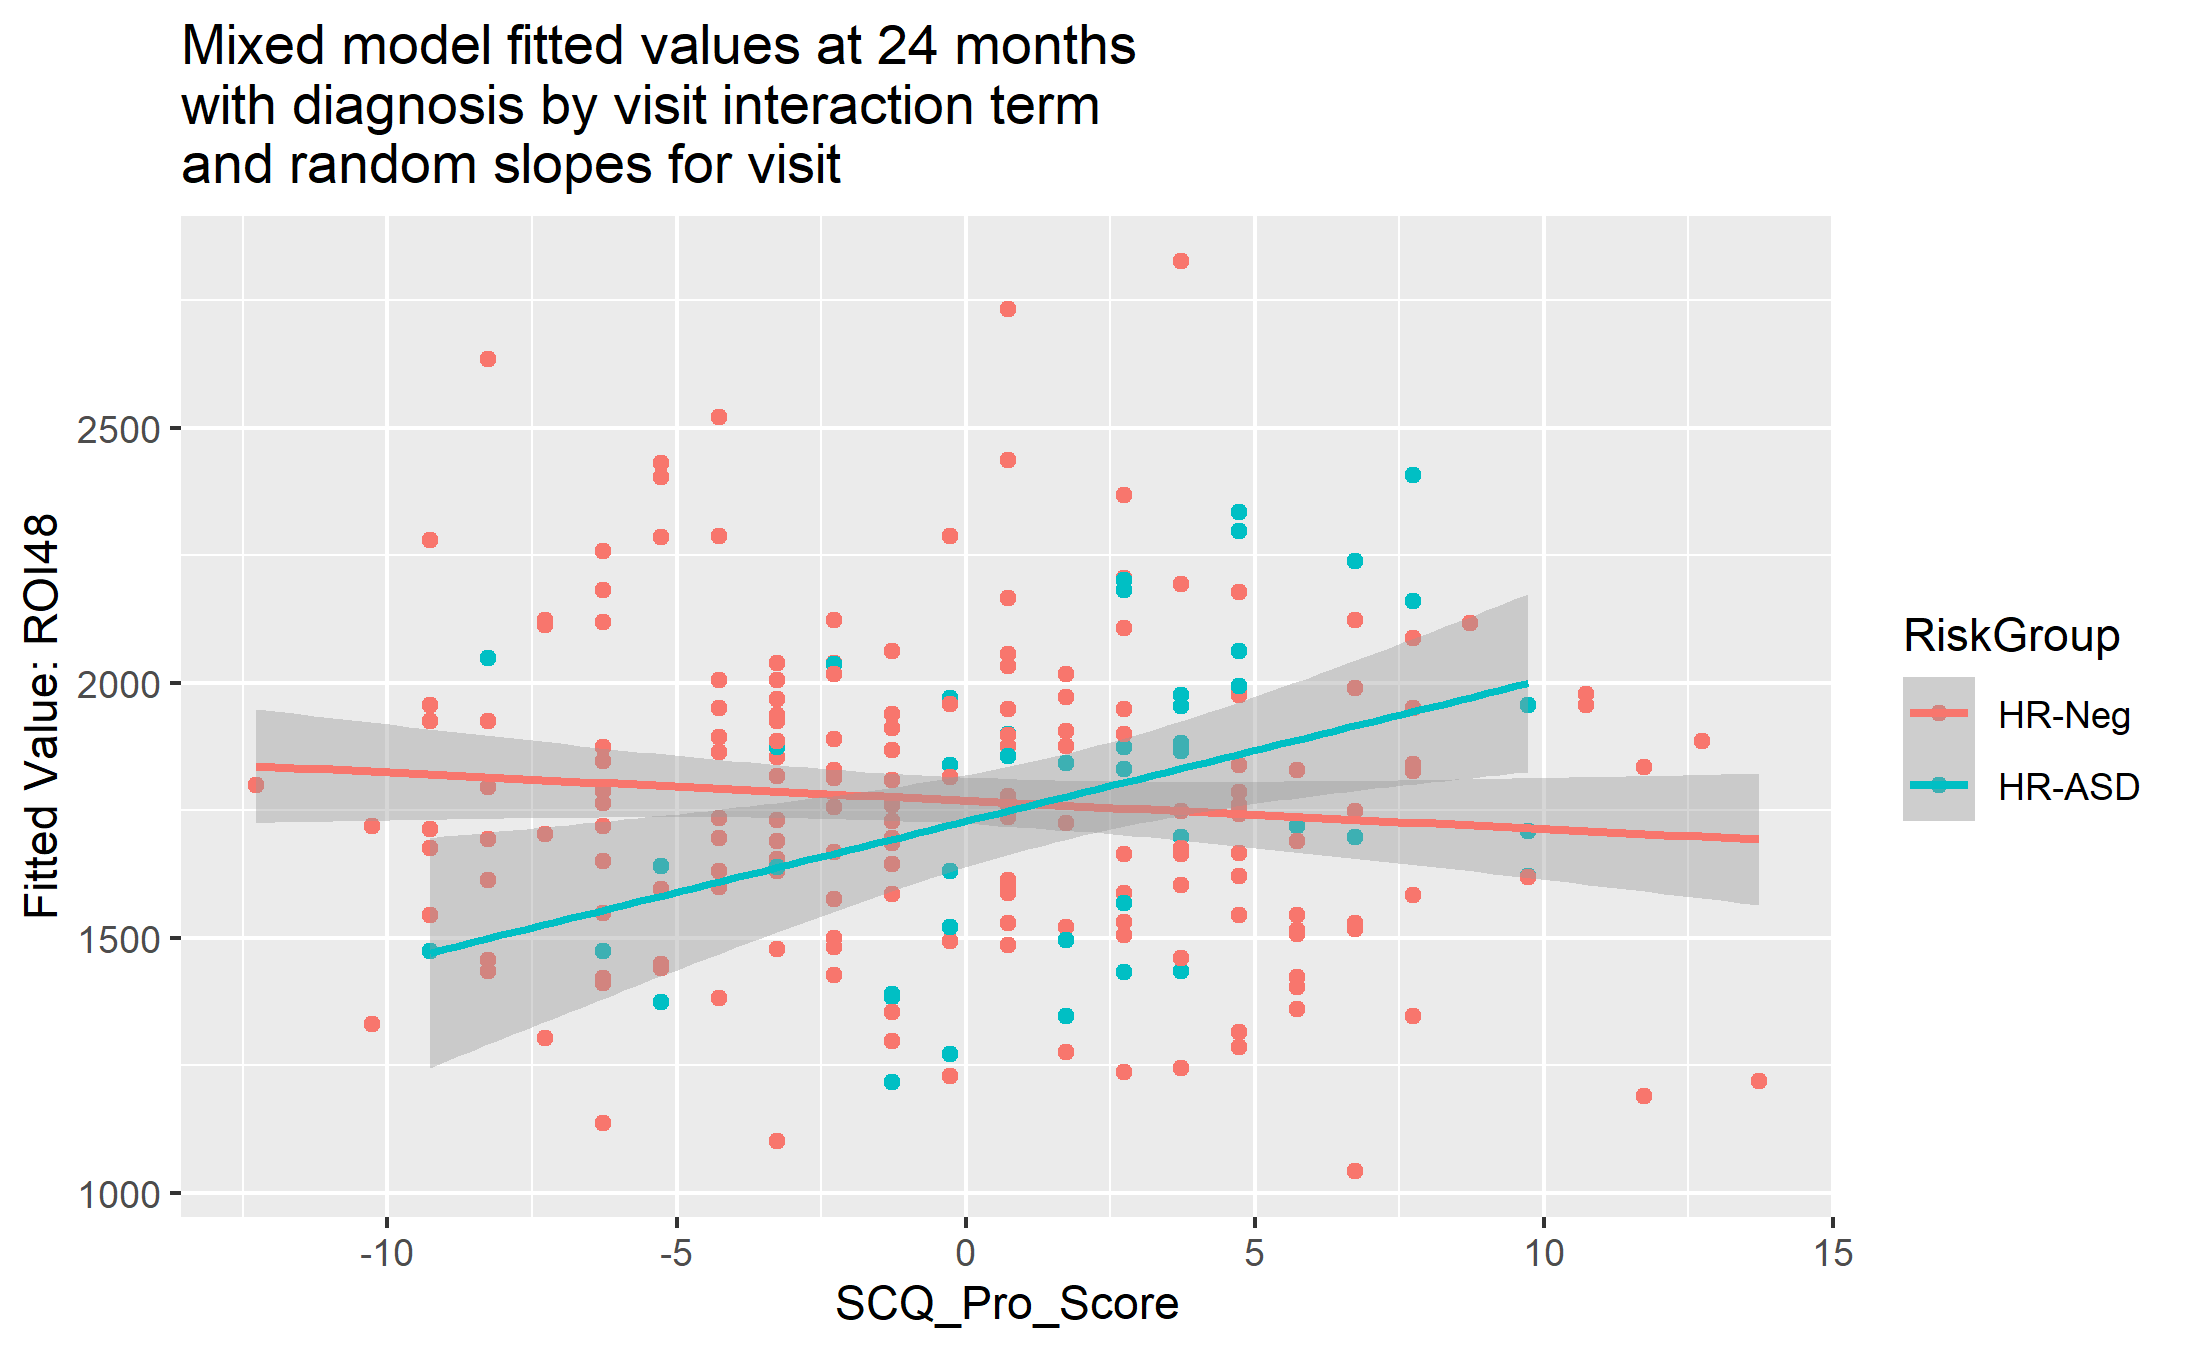 Mixed model fitted values at 24 months
with diagnosis by visit interaction term
and random slopes for visit
Fitted Value: ROI48
2500
2000
1500
1000
-10
-5
0
5
10
15
SCQ_Pro_Score
RiskGroup
HR-Neg
HR-ASD